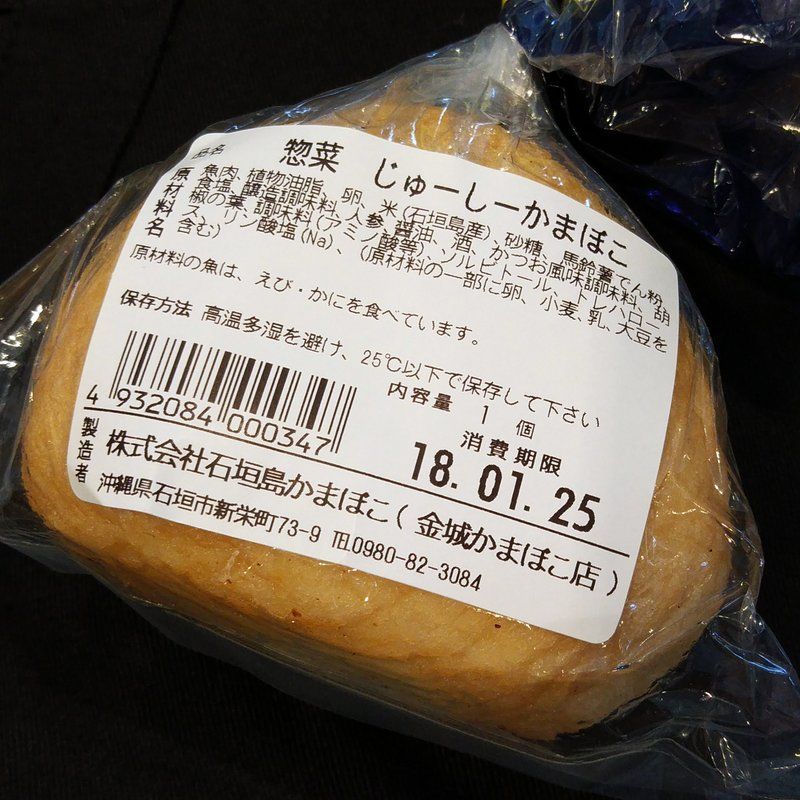 品名 惣菜 じゅーしーかまぼこ
原材料名 魚肉、植物油脂、卵、米(石垣島産)、砂糖、馬鈴薯でん粉、
食塩、醸造調味料、人参、醤油、酒、かつお風味調味料、胡
椒の葉、調味料(アミノ酸等)、ソルビトール、トレハロー
ス、リン酸塩(Na)、(原材料の一部に卵、小麦、乳、大豆を
含む)
原材料の魚は、えび・かにを食べています。
保存方法 高温多湿を避け、25℃以下で保存して下さい
内容量 1 個
消費期限
18.01.25
4 932084 000347
製造者 株式会社石垣島かまぼこ(金城かまぼこ店)
沖縄県石垣市新栄町73-9 TEL0980-82-3084